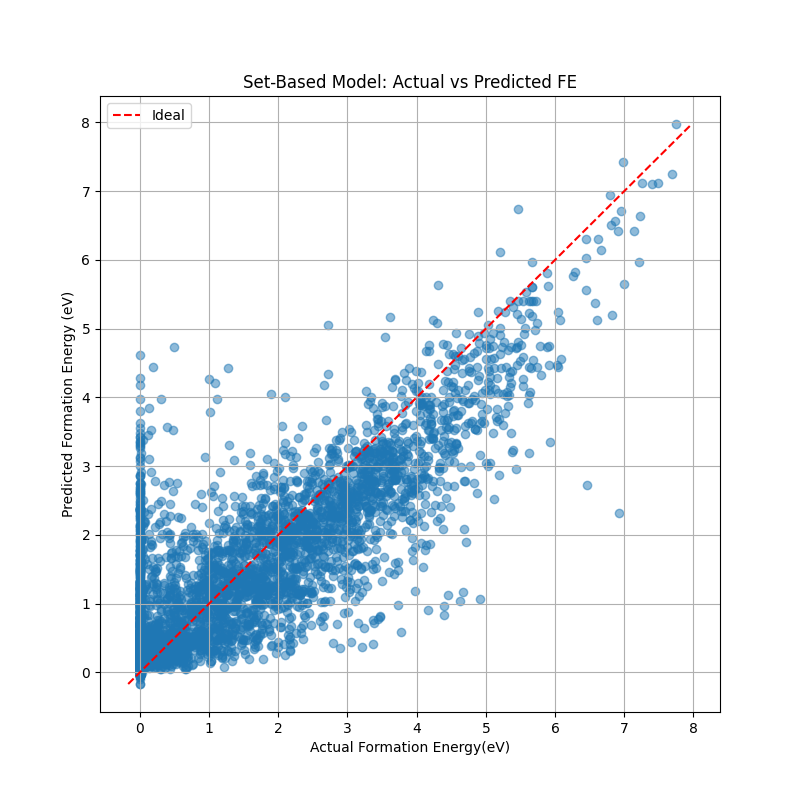 Set-Based Model: Actual vs Predicted FE
Ideal
8
7
6
5
4
3
2
1
0
Predicted Formation Energy (eV)
0 1 2 3 4 5 6 7 8
Actual Formation Energy(eV)